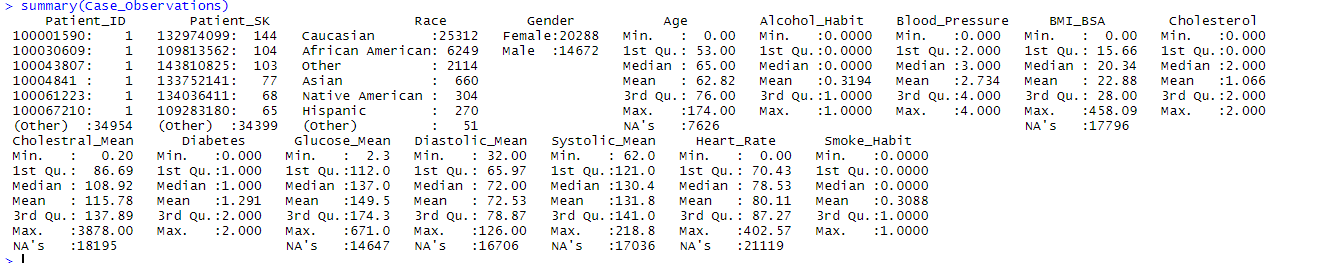 > summary(Case_Observations)
Patient_ID Patient_SK Race Gender Age Alcohol_Habit Blood_Pressure BMI_BSA Cholesterol
100001590: 1 132974099: 144 Caucasian :25312 Female:20288 Min. : 0.00 Min. :0.0000 Min. :0.000 Min. : 0.00 Min. :0.000
100030609: 1 109813562: 104 African American: 6249 Male :14672 1st Qu.: 53.00 1st Qu.:0.0000 1st Qu.:2.000 1st Qu.: 15.66 1st Qu.:0.000
100043807: 1 143810825: 103 Other : 2114 Median : 65.00 Median :0.0000 Median :3.000 Median : 20.34 Median :2.000
10004841 : 1 133752141: 77 Asian : 660 Mean : 62.82 Mean :0.3194 Mean :2.734 Mean : 22.88 Mean :1.066
100061223: 1 134036411: 68 Native American : 304 3rd Qu.: 76.00 3rd Qu.:1.0000 3rd Qu.:4.000 3rd Qu.: 28.00 3rd Qu.:2.000
100067210: 1 109283180: 65 Hispanic : 270 Max. :174.00 Max. :1.0000 Max. :4.000 Max. :458.09 Max. :2.000
(Other) :34954 (Other) :34399 (Other) : 51 NA's :7626 NA's :17796
Cholestral_Mean Diabetes Glucose_Mean Diastolic_Mean Systolic_Mean Heart_Rate Smoke_Habit
Min. : 0.20 Min. :0.000 Min. : 2.3 Min. : 32.00 Min. : 62.0 Min. : 0.00 Min. :0.0000
1st Qu.: 86.69 1st Qu.:1.000 1st Qu.:112.0 1st Qu.: 65.97 1st Qu.:121.0 1st Qu.: 70.43 1st Qu.:0.0000
Median : 108.92 Median :1.000 Median :137.0 Median : 72.00 Median :130.4 Median : 78.53 Median :0.0000
Mean : 115.78 Mean :1.291 Mean :149.5 Mean : 72.53 Mean :131.8 Mean : 80.11 Mean :0.3088
3rd Qu.: 137.89 3rd Qu.:2.000 3rd Qu.:174.3 3rd Qu.: 78.87 3rd Qu.:141.0 3rd Qu.: 87.27 3rd Qu.:1.0000
Max. :3878.00 Max. :2.000 Max. :671.0 Max. :126.00 Max. :218.8 Max. :402.57 Max. :1.0000
NA's :18195 NA's :14647 NA's :16706 NA's :17036 NA's :21119
>